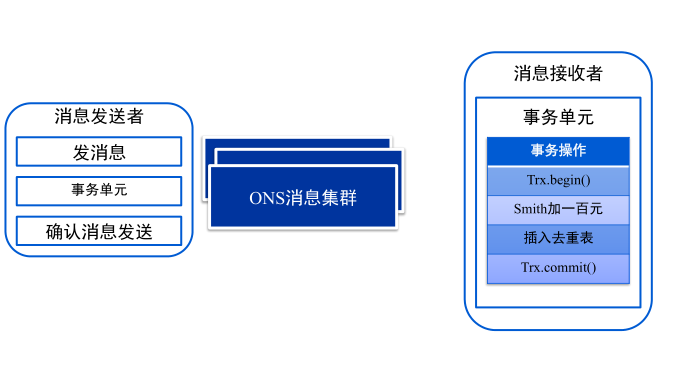 消息发送者
发消息
事务单元
确认消息发送
ONS消息集群
消息接收者
事务单元
事务操作
Trx.begin()
Smith加一百元
插入去重表
Trx.commit()